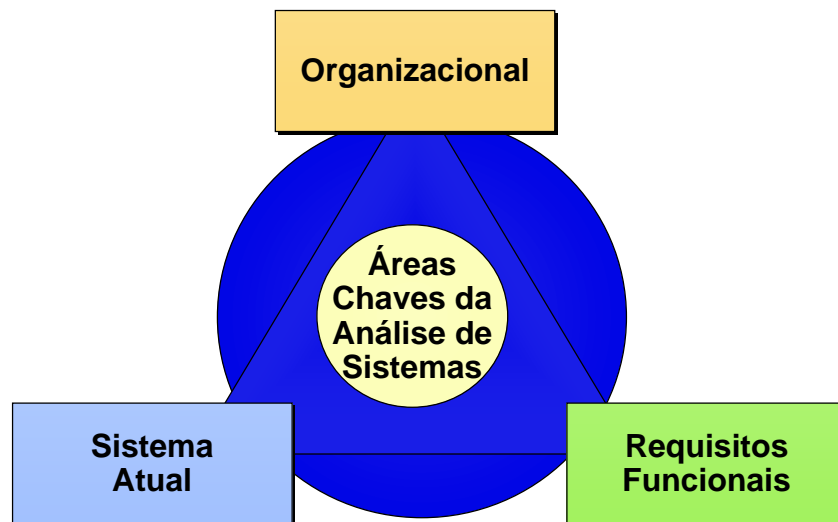 Organizacional
Áreas
Chaves da
Análise de
Sistemas
Sistema
Atual
Requisitos
Funcionais